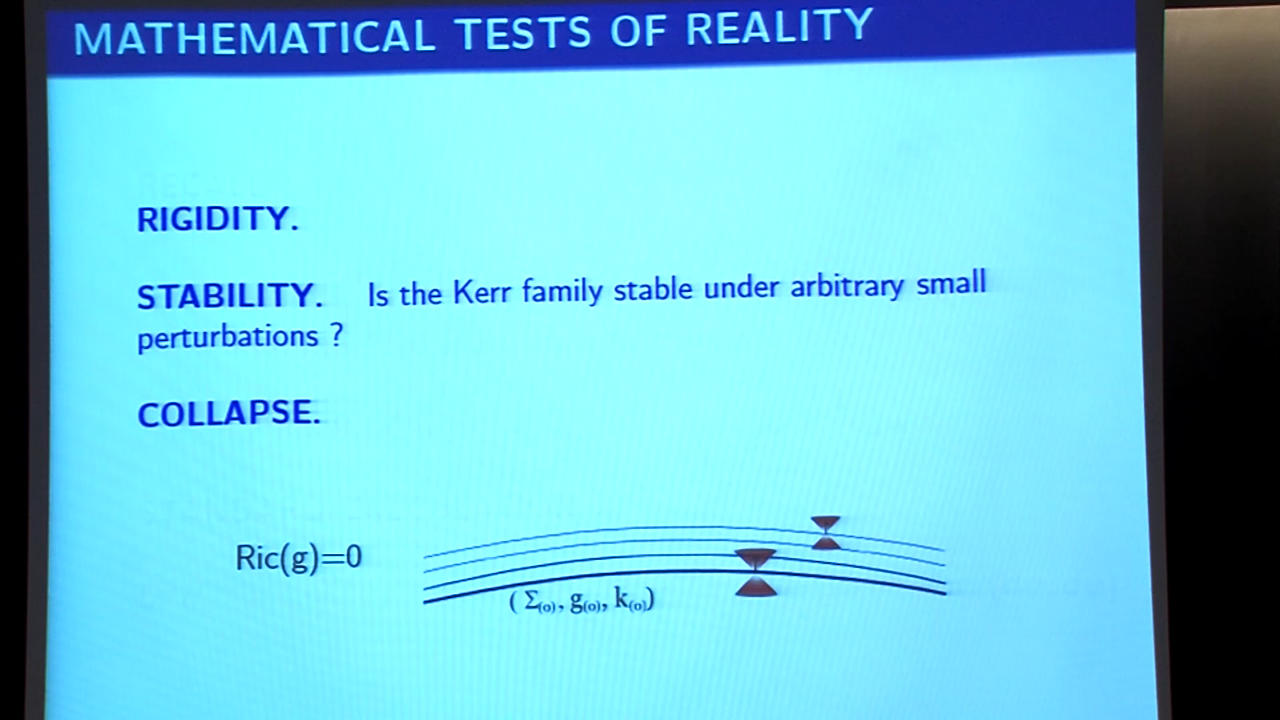 MATHEMATICAL TESTS OF REALITY
RIGIDITY.
STABILITY. Is the Kerr family stable under arbitrary small
perturbations ?
COLLAPSE.
Ric(g)=0
( Σ(o), g(o), k(o))